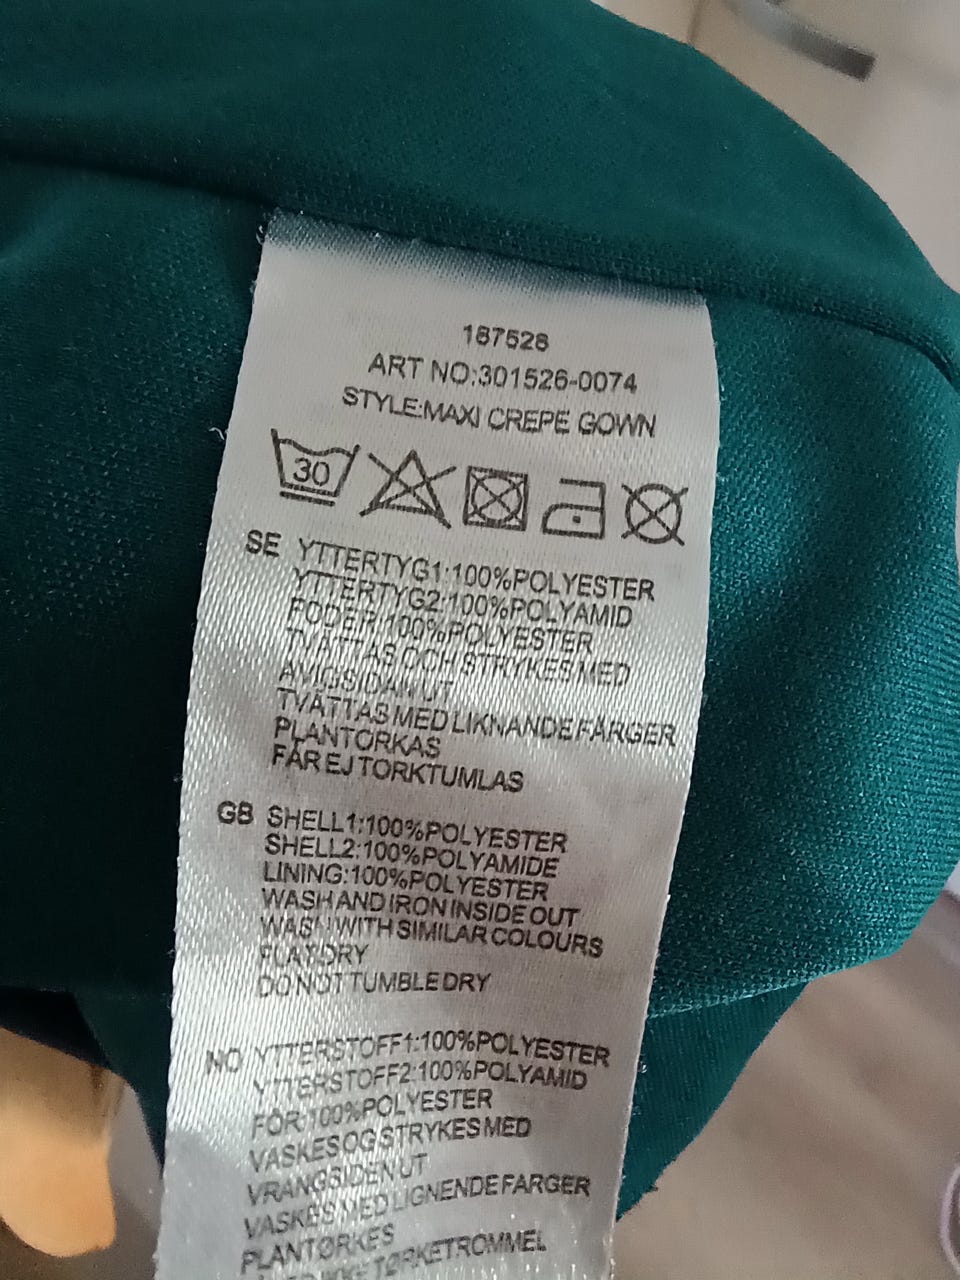 187528
ART NO:301526-0074
STYLE:MAXI CREPE GOWN
30
SE YTTERTYG1:100%POLYESTER
YTTERTYG2:100%POLYAMID
FODER:100%POLYESTER
TVÄTTAS OCH STRYKES MED
AVIGSIDAN UT
TVÄTTAS MED LIKNANDE FÄRGER
PLANTORKAS
FÅR EJ TORKTUMLAS
GB SHELL1:100%POLYESTER
SHELL2:100%POLYAMIDE
LINING:100%POLYESTER
WASH AND IRON INSIDE OUT
WASH WITH SIMILAR COLOURS
FLAT DRY
DO NOT TUMBLE DRY
NO YTTERSTOFF1:100%POLYESTER
YTTERSTOFF2:100%POLYAMID
FÔR:100%POLYESTER
VASKES OG STRYKES MED
VRANGSIDEN UT
VASKES MED LIGNENDE FARGER
PLANTØRKES
IKKE TØRKETROMMEL